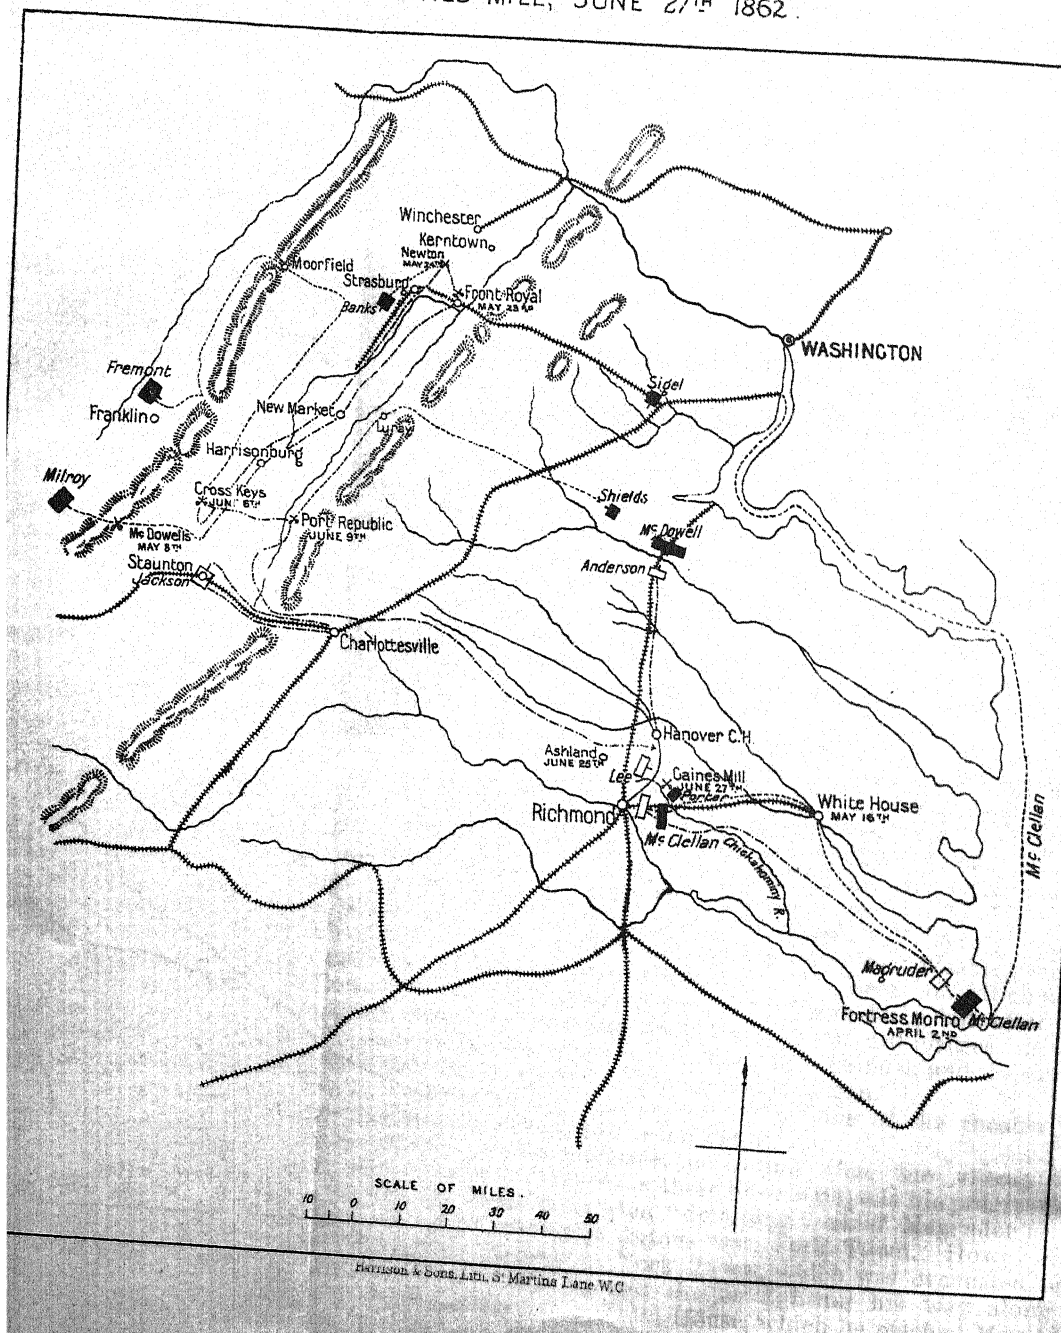 MILL, JUNE 27TH 1862.
Winchester
Kerntown
Newton
MAY 24TH
Moorfield
Strasburg
Banks
Front Royal
MAY 23RD
WASHINGTON
Fremont
Franklin
Sigel
New Market
Luray
Harrisonburg
Milroy
Cross Keys
JUNE 6TH
Shields
Port Republic
JUNE 9TH
McDowells
MAY 8TH
McDowell
Staunton
Jackson
Anderson
Charlottesville
Hanover C.H.
Ashland
JUNE 25TH
Lee
Gaines Mill
JUNE 27TH
Porter
Richmond
White House
MAY 16TH
McClellan
Chickahominy R.
McClellan
Magruder
Fortress Monro
McClellan
APRIL 2ND
SCALE OF MILES.
10 0 10 20 30 40 50
Harrison & Sons, Lith, St Martins Lane, W.C.